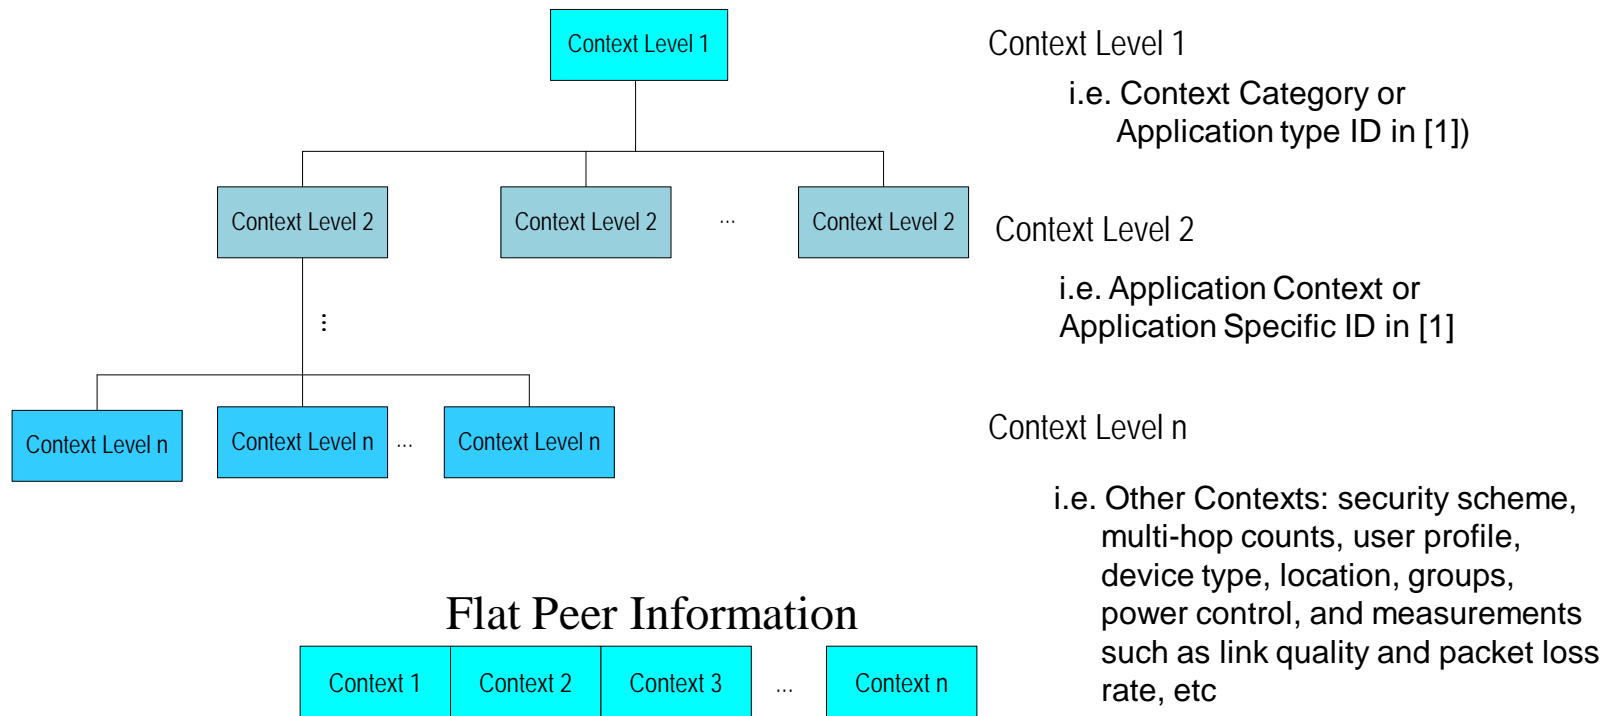 Context Level 1
Context Level 1
i.e. Context Category or
Application type ID in [1])
Context Level 2
Context Level 2
...
Context Level 2
Context Level 2
i.e. Application Context or
Application Specific ID in [1]
...
Context Level n
Context Level n
...
Context Level n
Context Level n
i.e. Other Contexts: security scheme,
multi-hop counts, user profile,
device type, location, groups,
power control, and measurements
such as link quality and packet loss
rate, etc
Flat Peer Information
Context 1
Context 2
Context 3
...
Context n